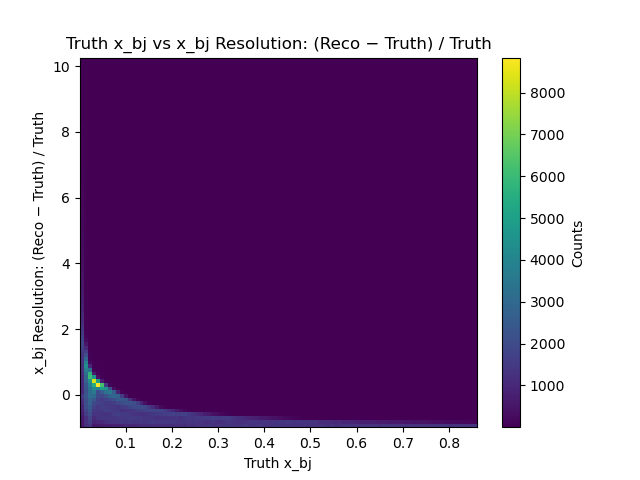 Truth x_bj vs x_bj Resolution: (Reco − Truth) / Truth
10
8
6
4
2
0
x_bj Resolution: (Reco − Truth) / Truth
0.1 0.2 0.3 0.4 0.5 0.6 0.7 0.8
Truth x_bj
8000
7000
6000
5000
4000
3000
2000
1000
Counts